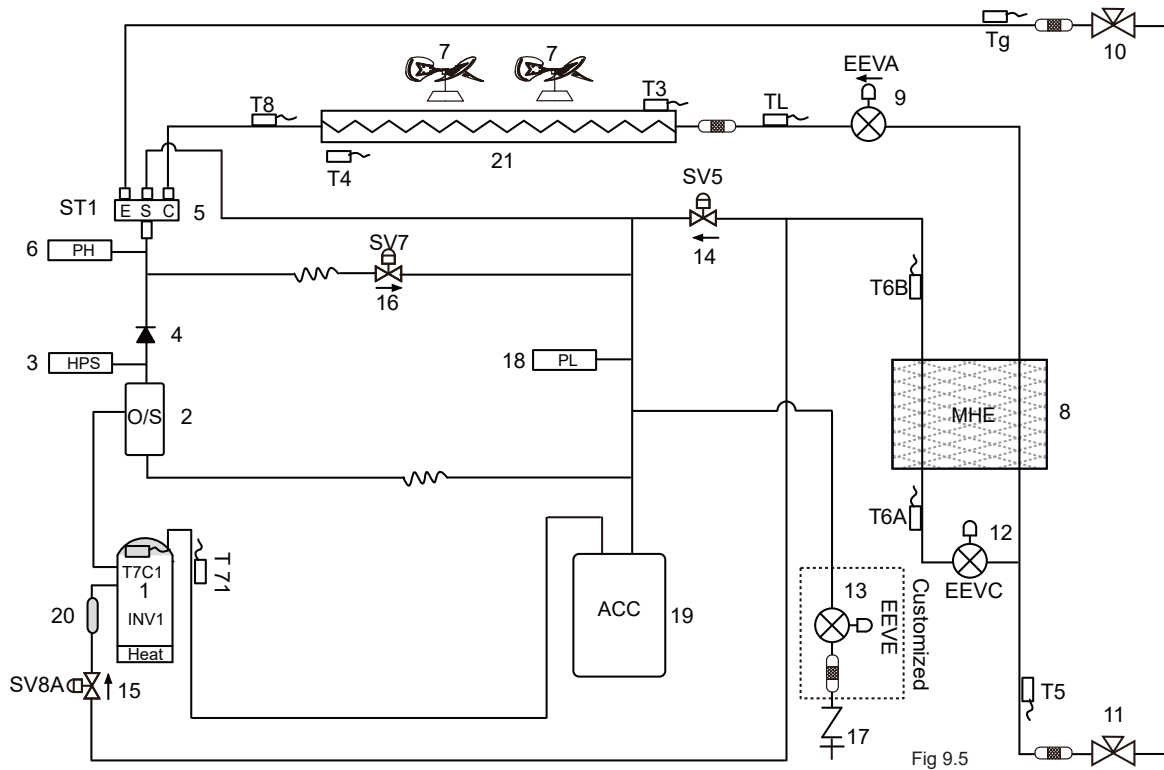 Tg
10
7
7
EEVA
9
T8
T3
TL
T4
21
SV5
ST1
E S C
5
14
6
PH
SV7
16
T6B
4
3
HPS
18
PL
O/S
2
MHE
8
T6A
12
EEVC
T7C1
1
INV1
Heat
T 71
20
ACC
19
13
EEVE
Customized
SV8A
15
T5
11
17
Fig 9.5